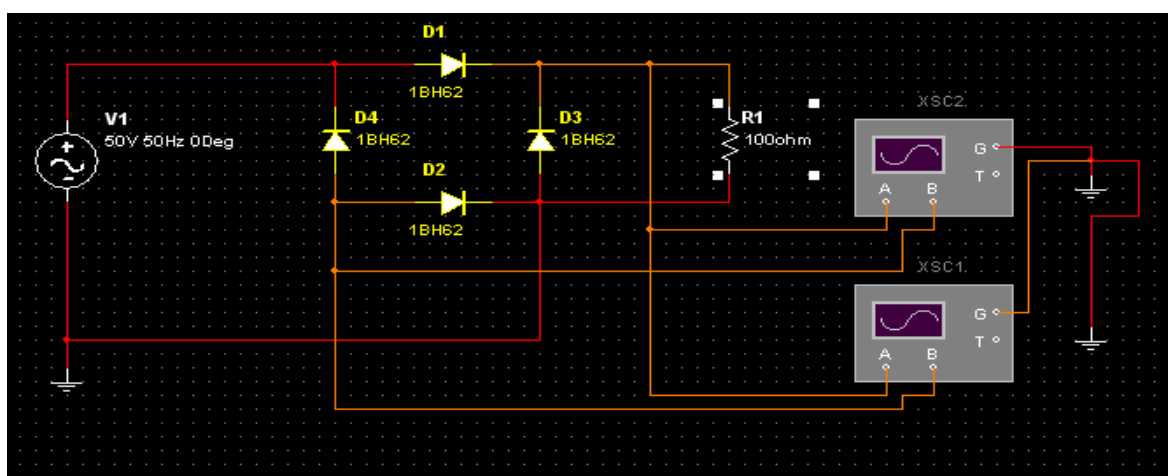 D1
1BH62
V1
50V 50Hz 0Deg
D4
1BH62
D3
1BH62
R1
100ohm
D2
1BH62
XSC2
G
T
A B
XSC1
G
T
A B